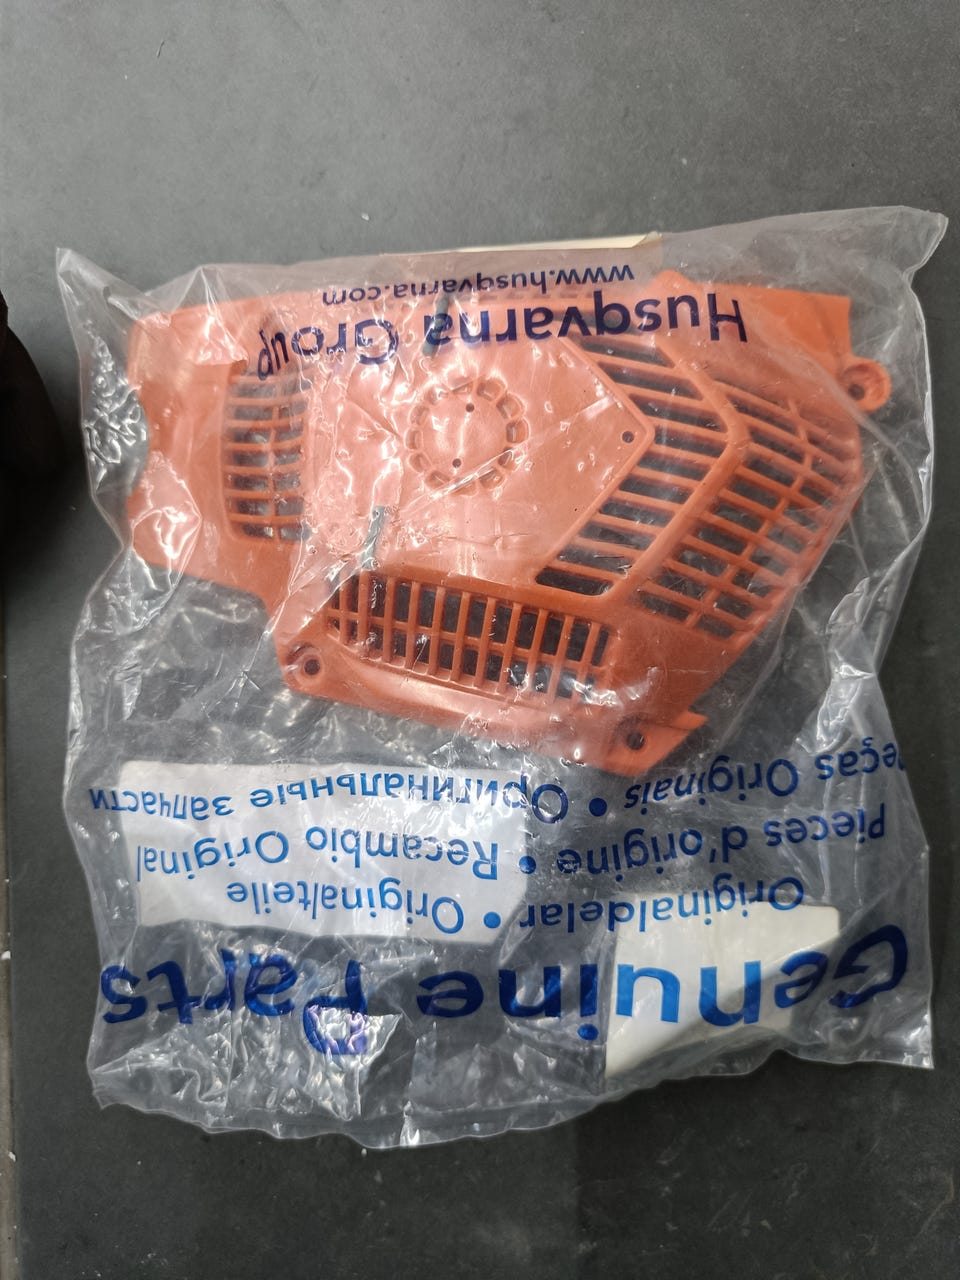 Genuine Parts
Originaldelar • Originalteile
Pièces d'origine • Recambio Original
Peças Originais • Оригинальные запчасти
Husqvarna Group
www.husqvarna.com